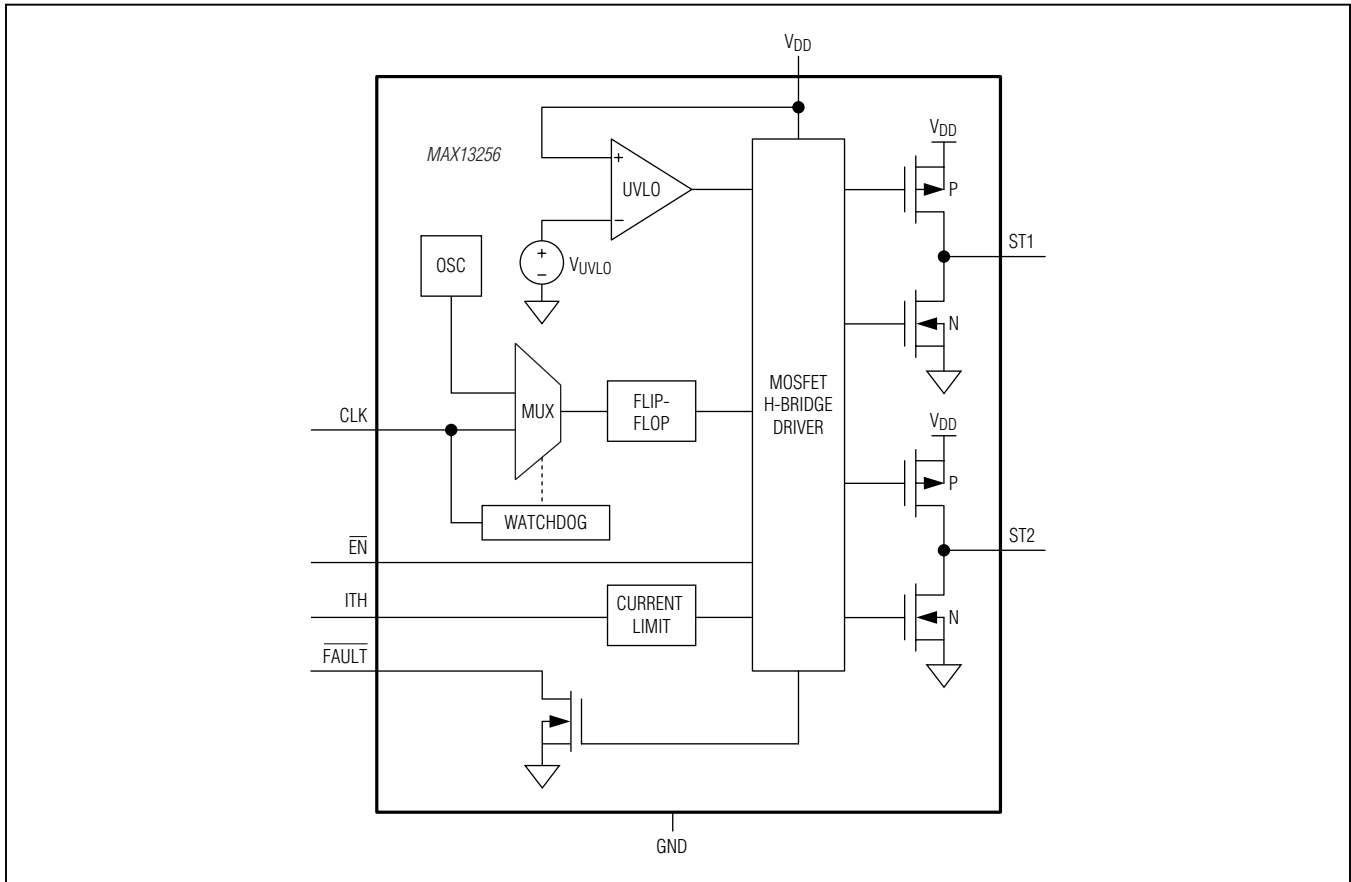 VDD
MAX13256
+
UVLO
−
VDD
P
ST1
OSC
+
−
VUVLO
N
MUX
FLIP-
FLOP
MOSFET
H-BRIDGE
DRIVER
CLK
VDD
P
WATCHDOG
ST2
EN
ITH
CURRENT
LIMIT
N
FAULT
GND